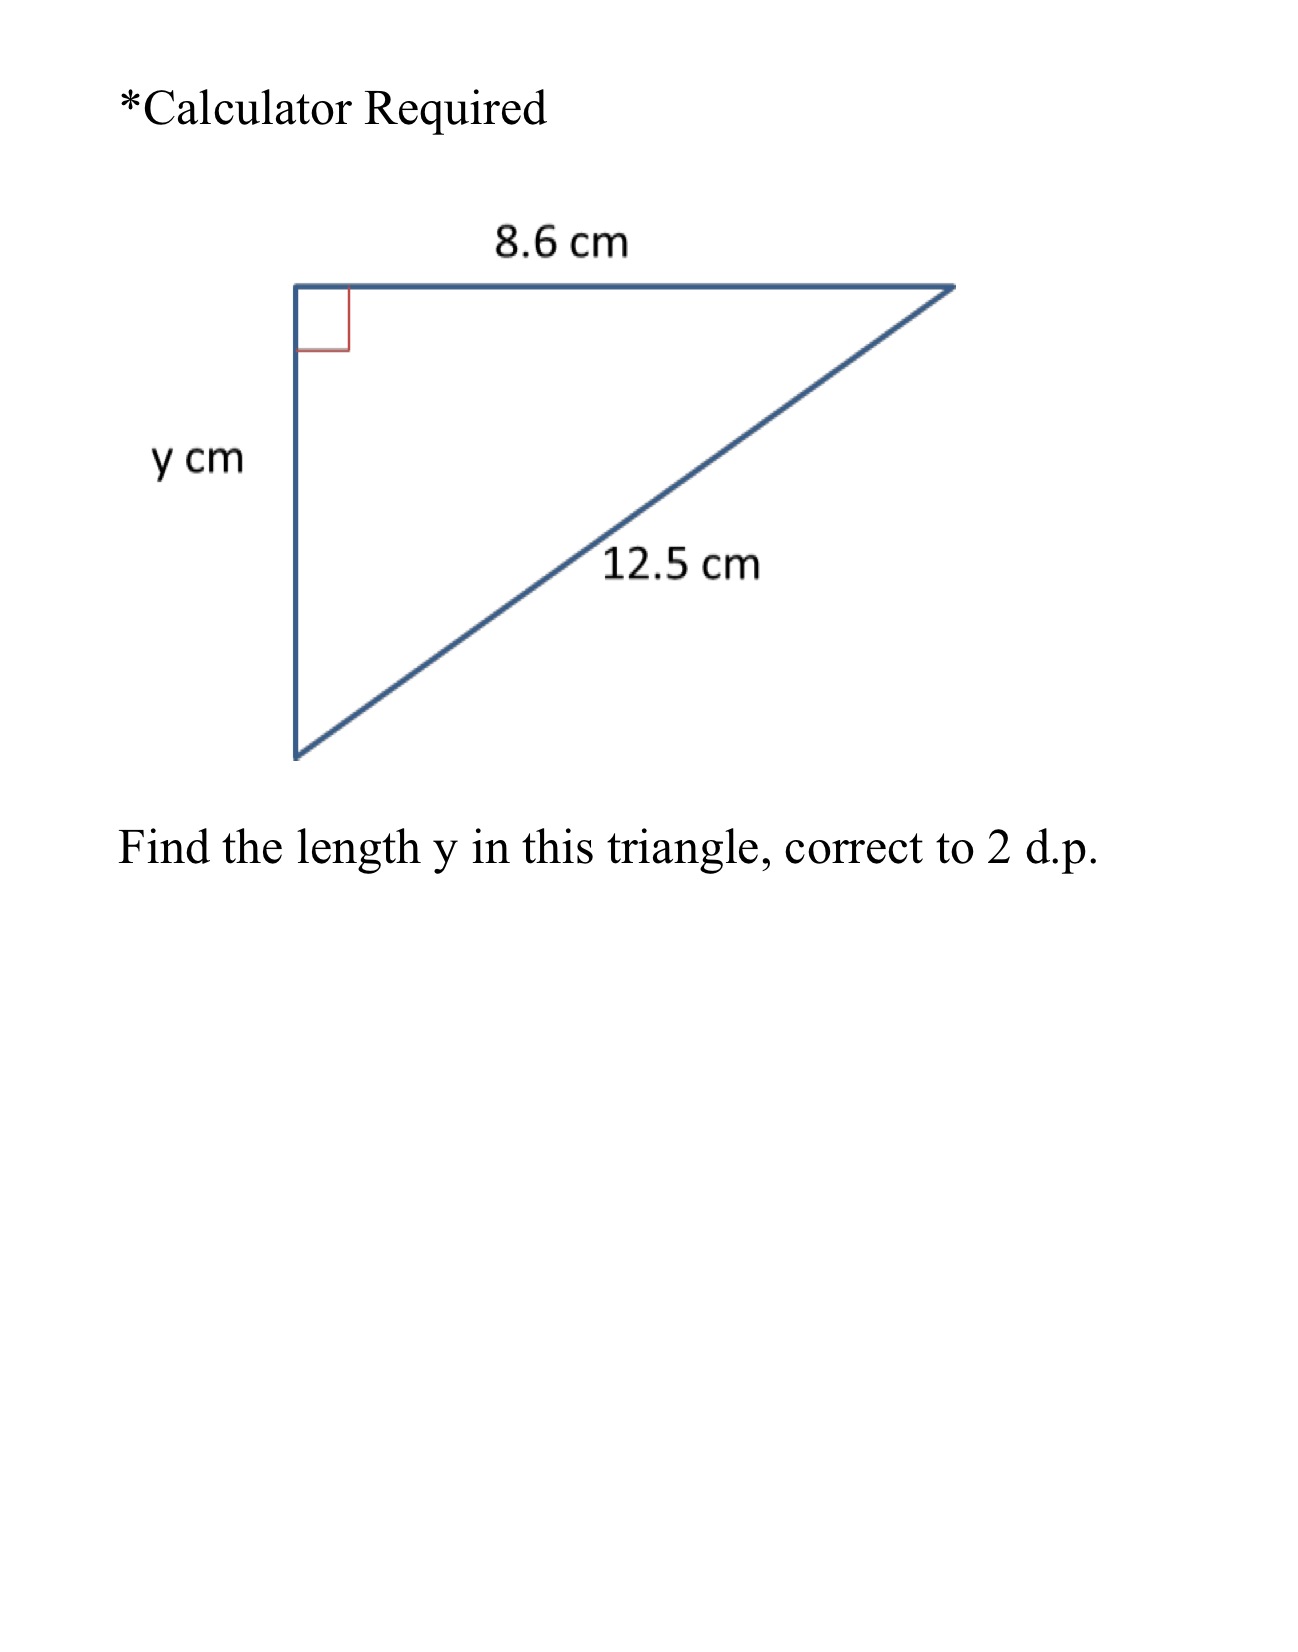 *Calculator Required
8.6 cm
y cm
12.5 cm
Find the length y in this triangle, correct to 2 d.p.